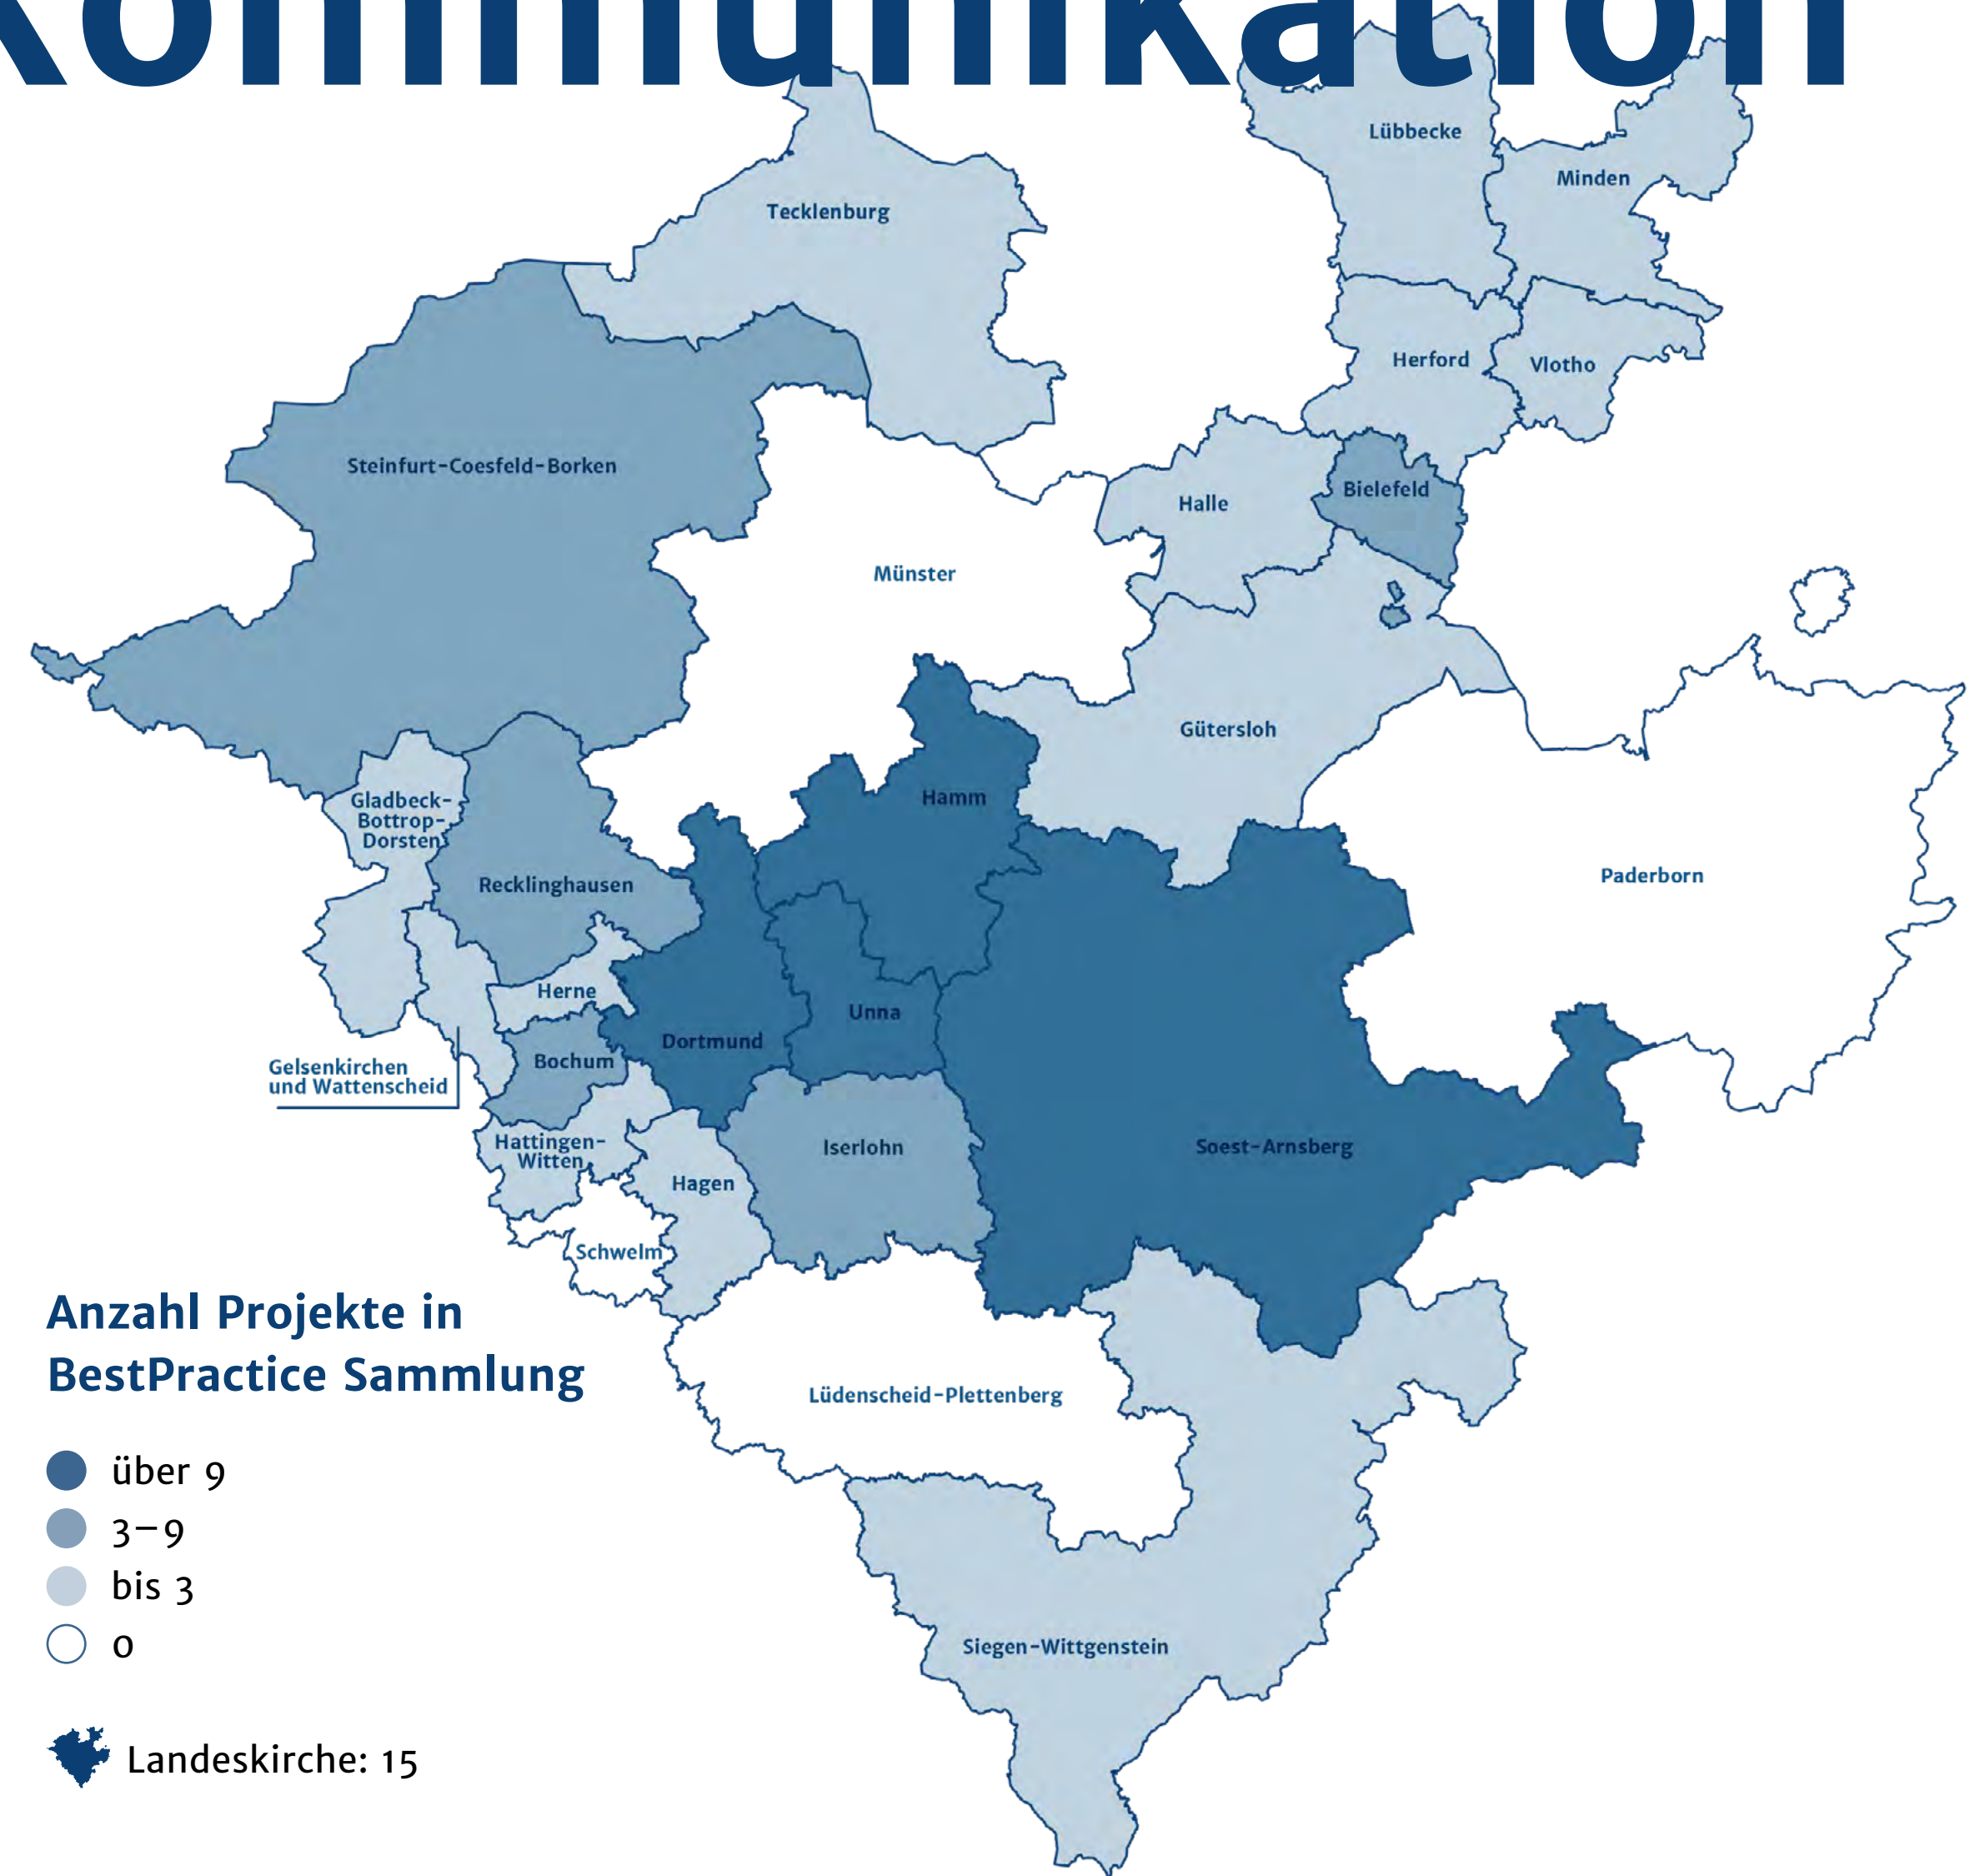 Kommunikation
Lübbecke
Minden
Tecklenburg
Herford
Vlotho
Steinfurt-Coesfeld-Borken
Bielefeld
Halle
Münster
Gütersloh
Hamm
Gladbeck-
Bottrop-
Dorsten
Paderborn
Recklinghausen
Herne
Unna
Dortmund
Bochum
Gelsenkirchen
und Wattenscheid
Hattingen-
Witten
Iserlohn
Soest-Arnsberg
Hagen
Schwelm
Anzahl Projekte in
BestPractice Sammlung
Lüdenscheid-Plettenberg
über 9
3–9
bis 3
0
Siegen-Wittgenstein
Landeskirche: 15